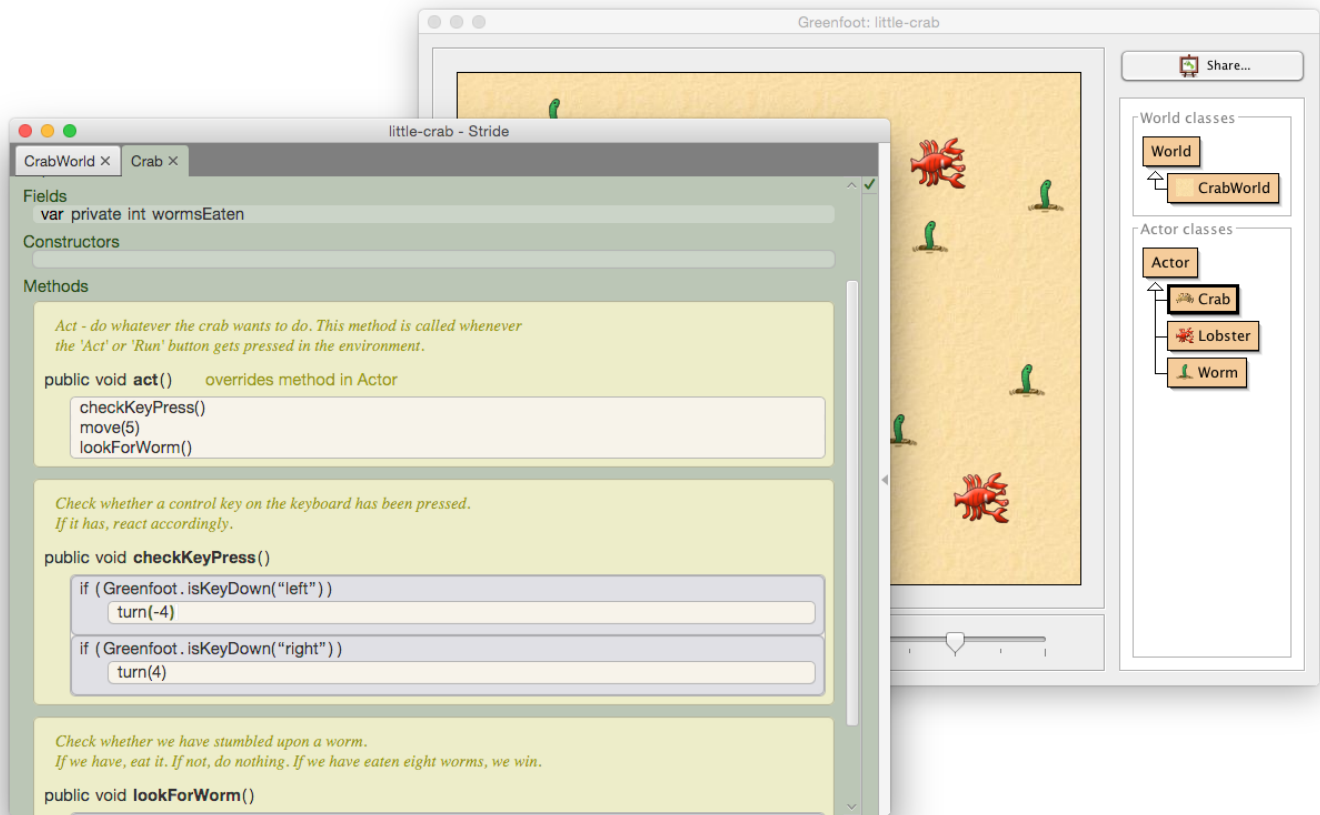 Greenfoot: little-crab
Share...
World classes
World
CrabWorld
Actor classes
Actor
Crab
Lobster
Worm
little-crab - Stride
CrabWorld ×
Crab ×
Fields
var private int wormsEaten
Constructors
Methods
Act - do whatever the crab wants to do. This method is called whenever
the 'Act' or 'Run' button gets pressed in the environment.
public void act() overrides method in Actor
checkKeyPress()
move(5)
lookForWorm()
Check whether a control key on the keyboard has been pressed.
If it has, react accordingly.
public void checkKeyPress()
if (Greenfoot.isKeyDown(“left”))
turn(-4)
if (Greenfoot.isKeyDown(“right”))
turn(4)
Check whether we have stumbled upon a worm.
If we have, eat it. If not, do nothing. If we have eaten eight worms, we win.
public void lookForWorm()